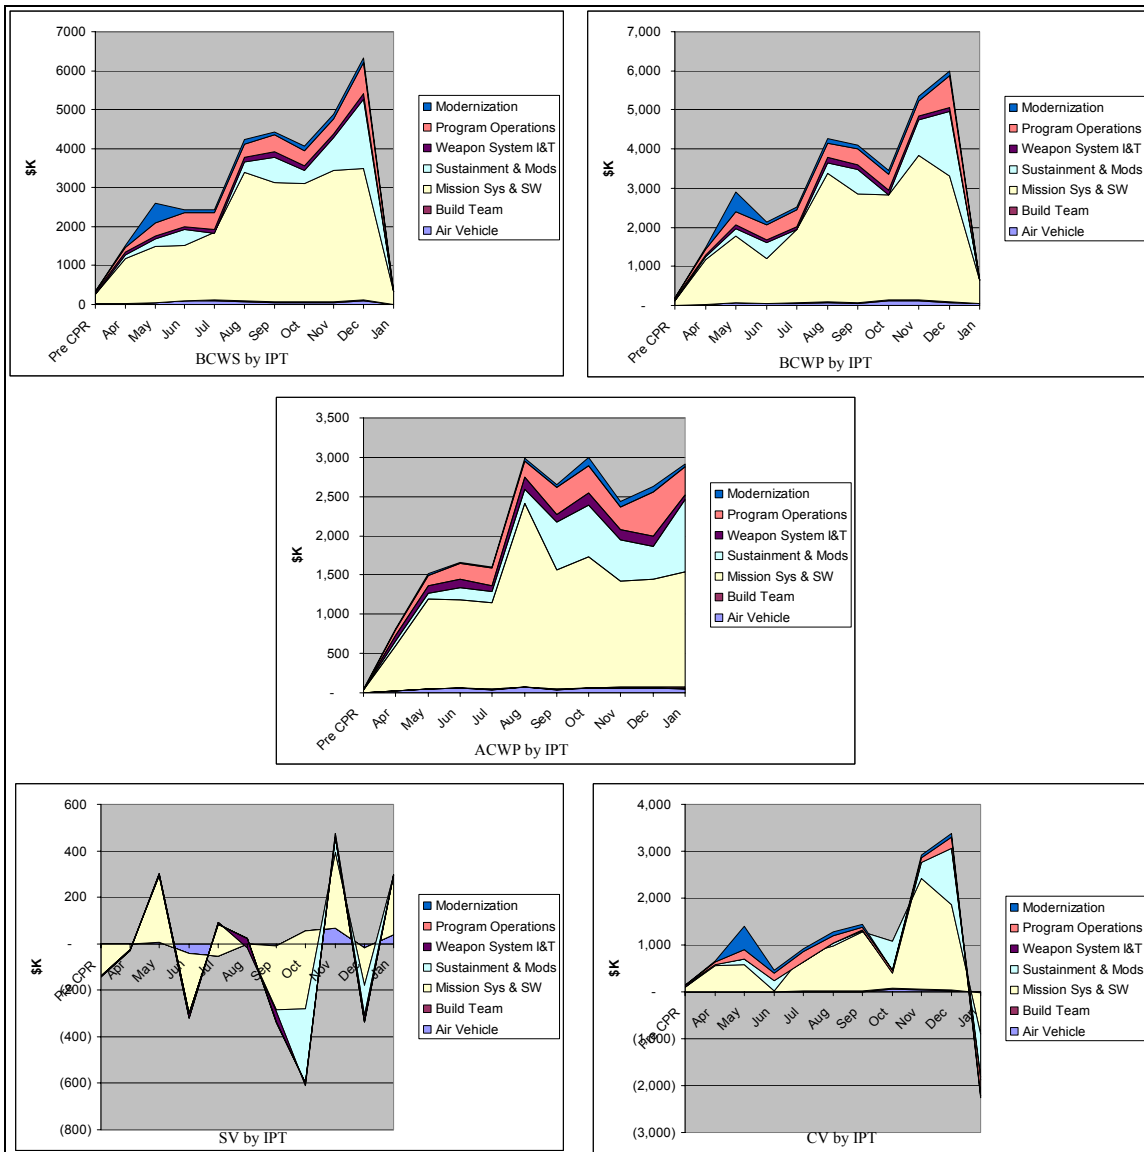 7000
6000
5000
4000
3000
2000
1000
0
$K
Pre CPR
Apr
May
Jun
Jul
Aug
Sep
Oct
Nov
Dec
Jan
Modernization
Program Operations
Weapon System I&T
Sustainment & Mods
Mission Sys & SW
Build Team
Air Vehicle
BCWS by IPT
7,000
6,000
5,000
4,000
3,000
2,000
1,000
-
$K
Pre CPR
Apr
May
Jun
Jul
Aug
Sep
Oct
Nov
Dec
Jan
Modernization
Program Operations
Weapon System I&T
Sustainment & Mods
Mission Sys & SW
Build Team
Air Vehicle
BCWP by IPT
3,500
3,000
2,500
2,000
1,500
1,000
500
-
$K
Pre CPR
Apr
May
Jun
Jul
Aug
Sep
Oct
Nov
Dec
Jan
Modernization
Program Operations
Weapon System I&T
Sustainment & Mods
Mission Sys & SW
Build Team
Air Vehicle
ACWP by IPT
600
400
200
-
(200)
(400)
(600)
(800)
$K
Pre CPR
Apr
May
Jun
Jul
Aug
Sep
Oct
Nov
Dec
Jan
Modernization
Program Operations
Weapon System I&T
Sustainment & Mods
Mission Sys & SW
Build Team
Air Vehicle
SV by IPT
4,000
3,000
2,000
1,000
-
(1,000)
(2,000)
(3,000)
$K
Pre CPR
Apr
May
Jun
Jul
Aug
Sep
Oct
Nov
Dec
Jan
Modernization
Program Operations
Weapon System I&T
Sustainment & Mods
Mission Sys & SW
Build Team
Air Vehicle
CV by IPT